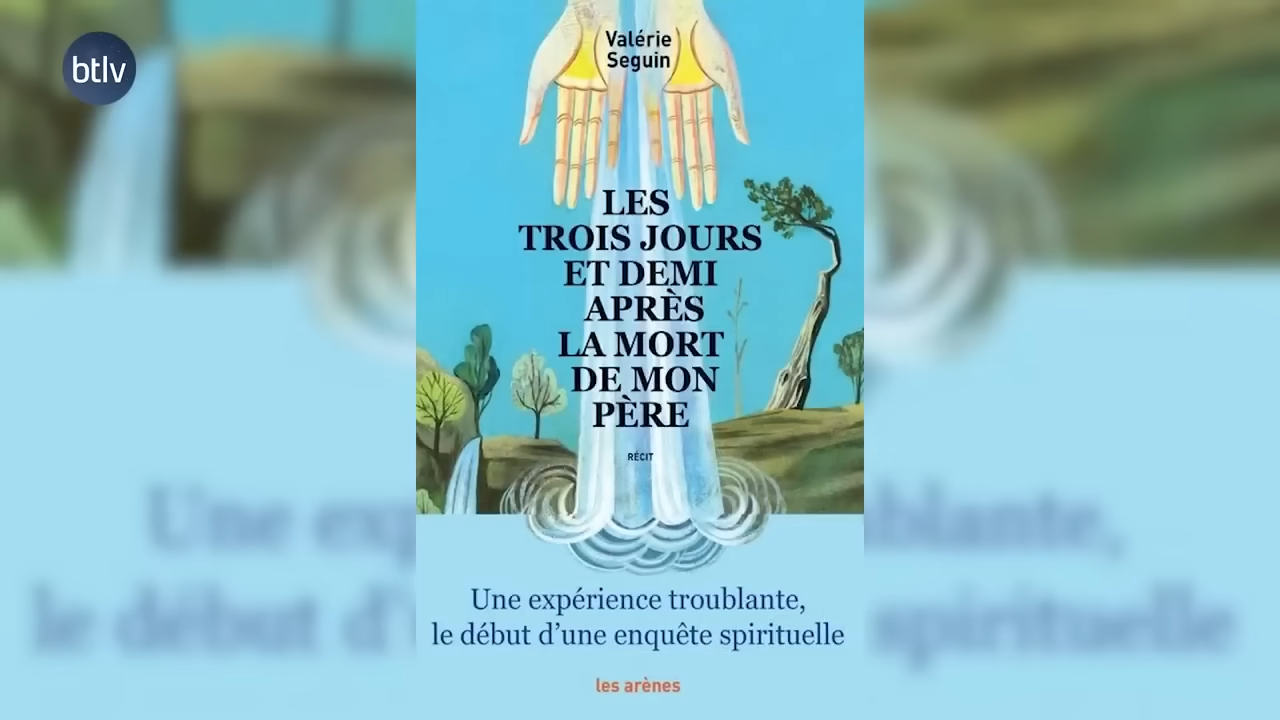 btlv
Valérie
Seguin
LES
TROIS JOURS
ET DEMI
APRÈS
LA MORT
DE MON
PÈRE
RÉCIT
Une expérience troublante,
le début d'une enquête spirituelle
les arènes